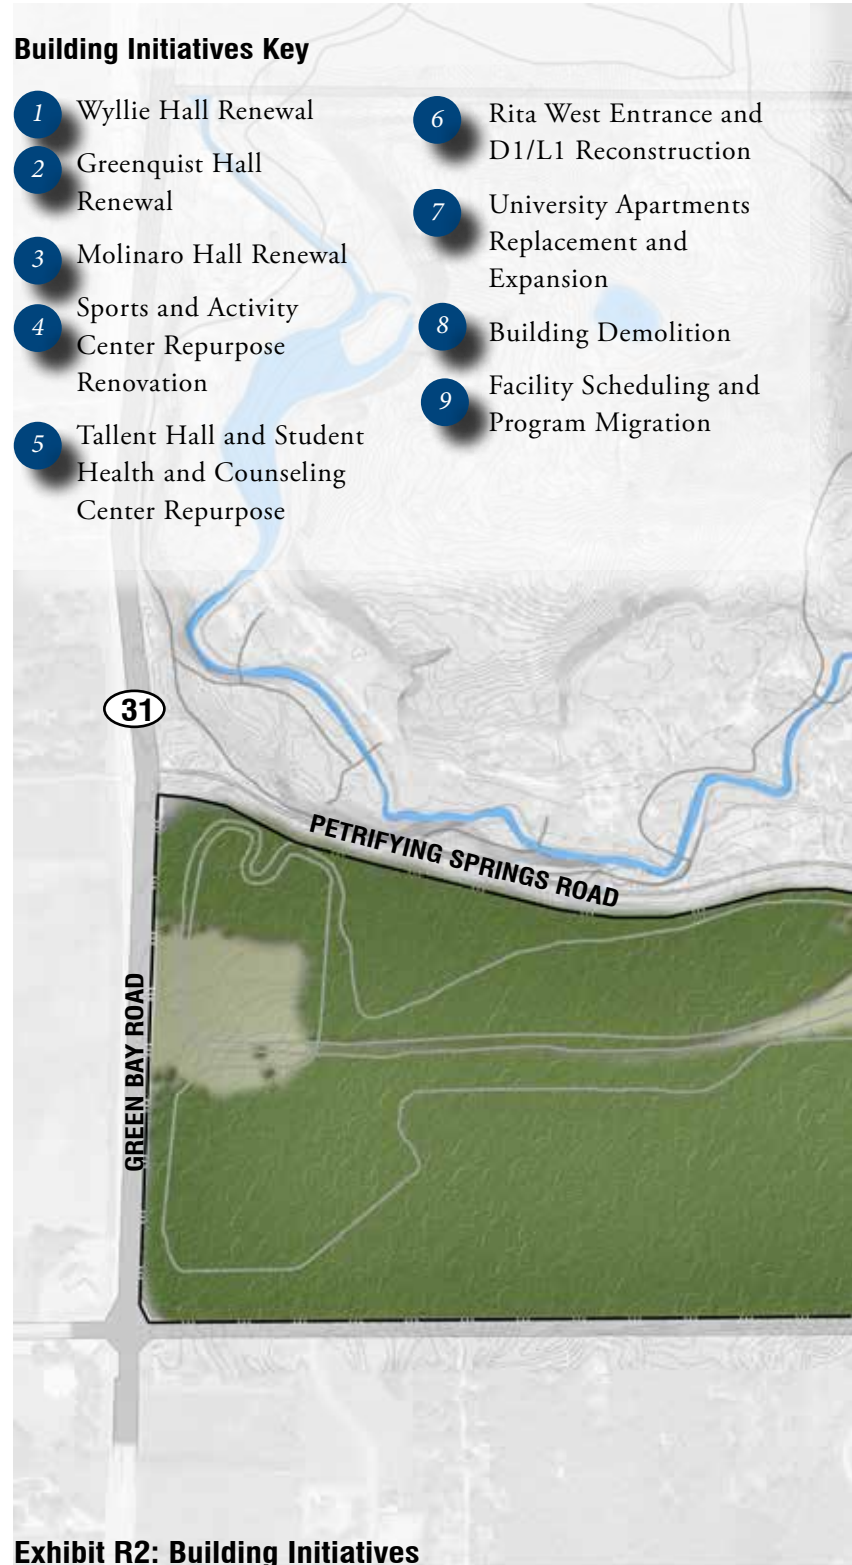 Building Initiatives Key
1 Wyllie Hall Renewal
2 Greenquist Hall
Renewal
3 Molinaro Hall Renewal
4 Sports and Activity
Center Repurpose
Renovation
5 Tallent Hall and Student
Health and Counseling
Center Repurpose
6 Rita West Entrance and
D1/L1 Reconstruction
7 University Apartments
Replacement and
Expansion
8 Building Demolition
9 Facility Scheduling and
Program Migration
31
PETRIFYING SPRINGS ROAD
GREEN BAY ROAD
Exhibit R2: Building Initiatives